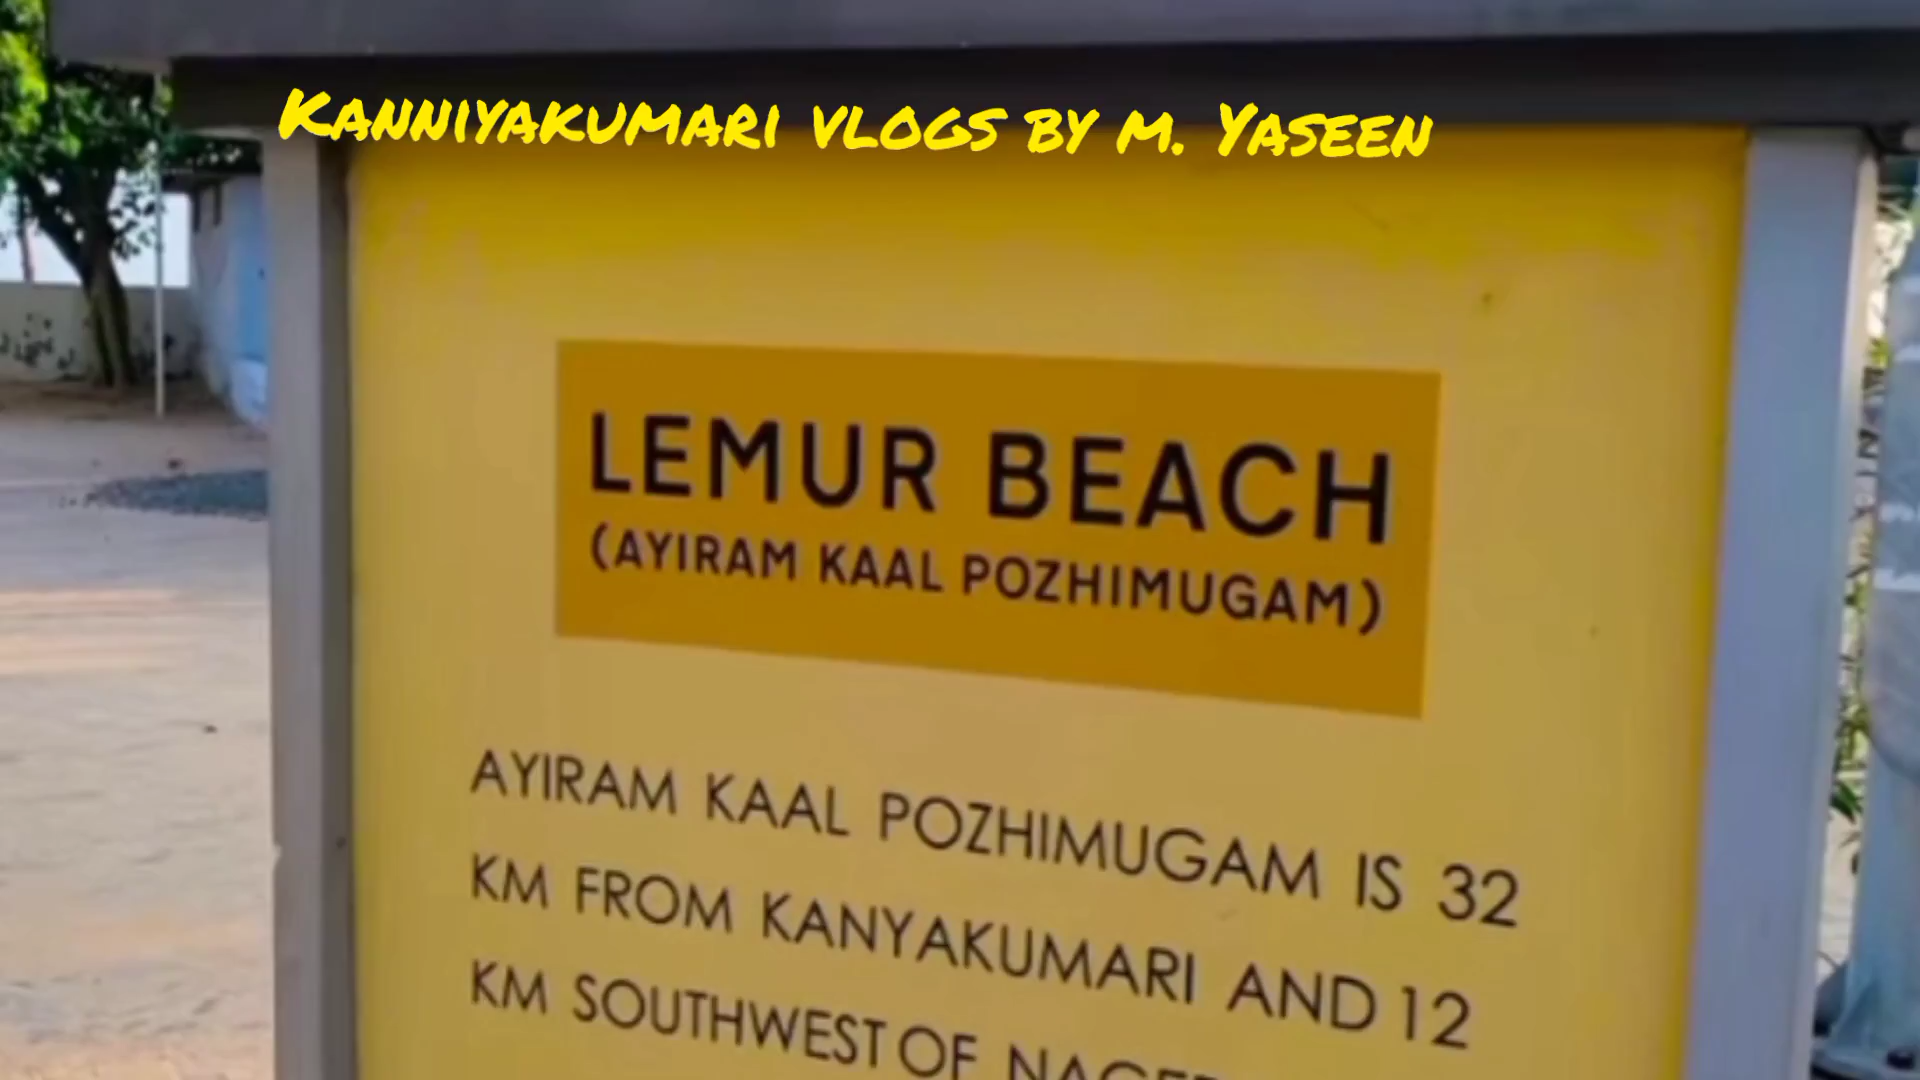 Kanniyakumari vlogs by m. Yaseen
LEMUR BEACH
(AYIRAM KAAL POZHIMUGAM)
AYIRAM KAAL POZHIMUGAM IS 32
KM FROM KANYAKUMARI AND 12
KM SOUTHWEST OF